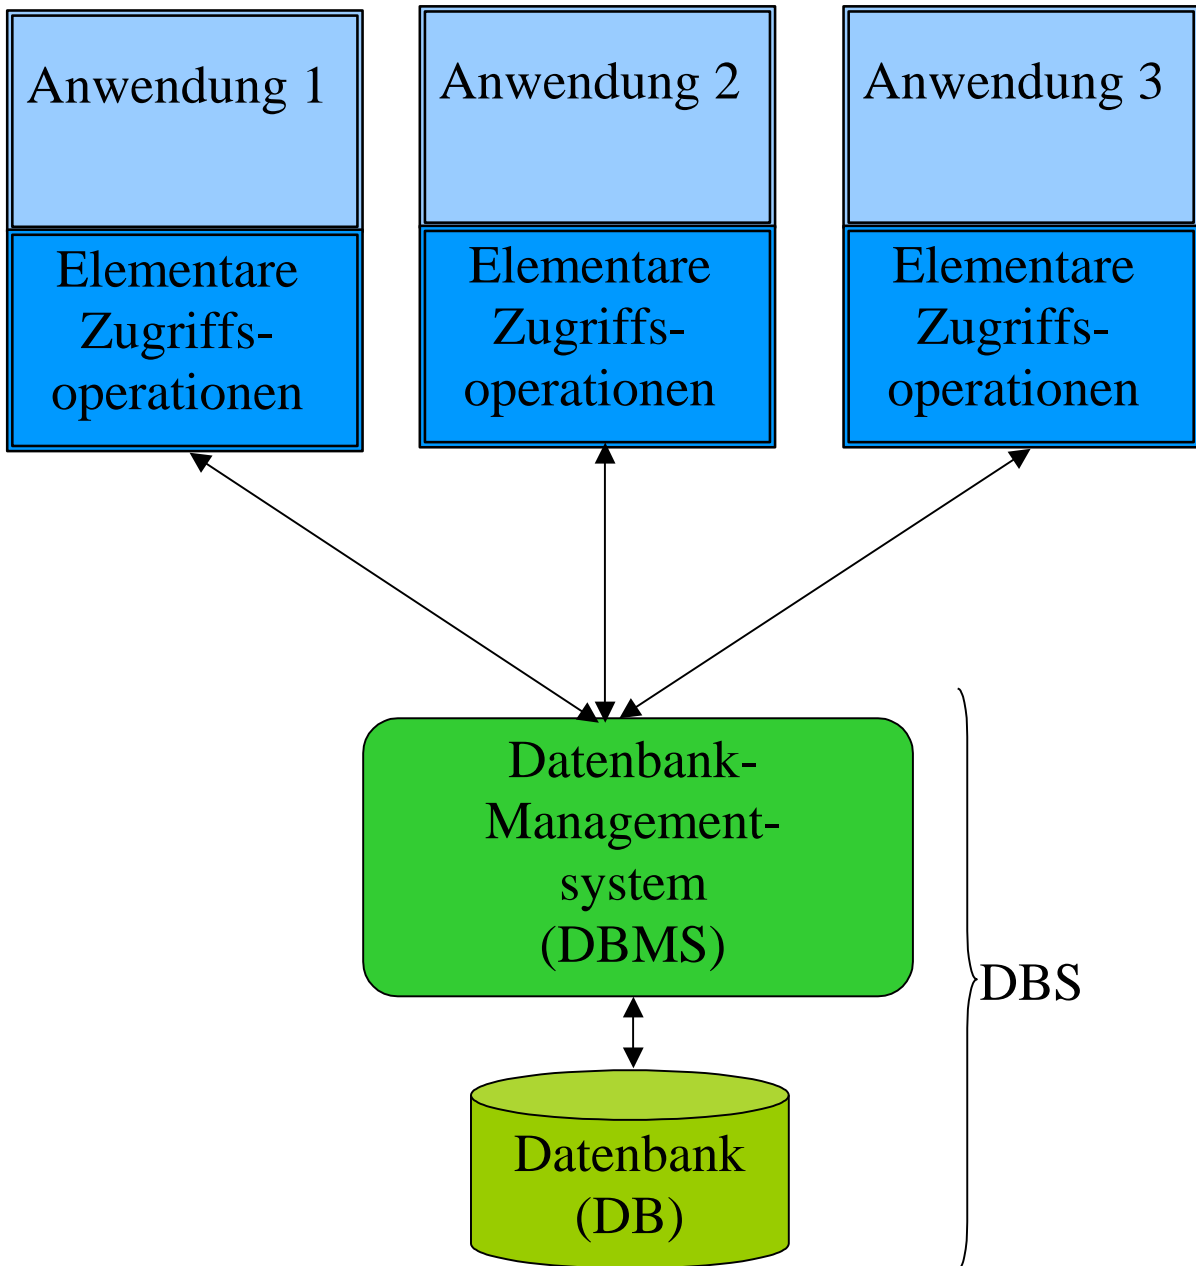 Anwendung 1
Elementare
Zugriffs-
operationen
Anwendung 2
Elementare
Zugriffs-
operationen
Anwendung 3
Elementare
Zugriffs-
operationen
Datenbank-
Management-
system
(DBMS)
DBS
Datenbank
(DB)